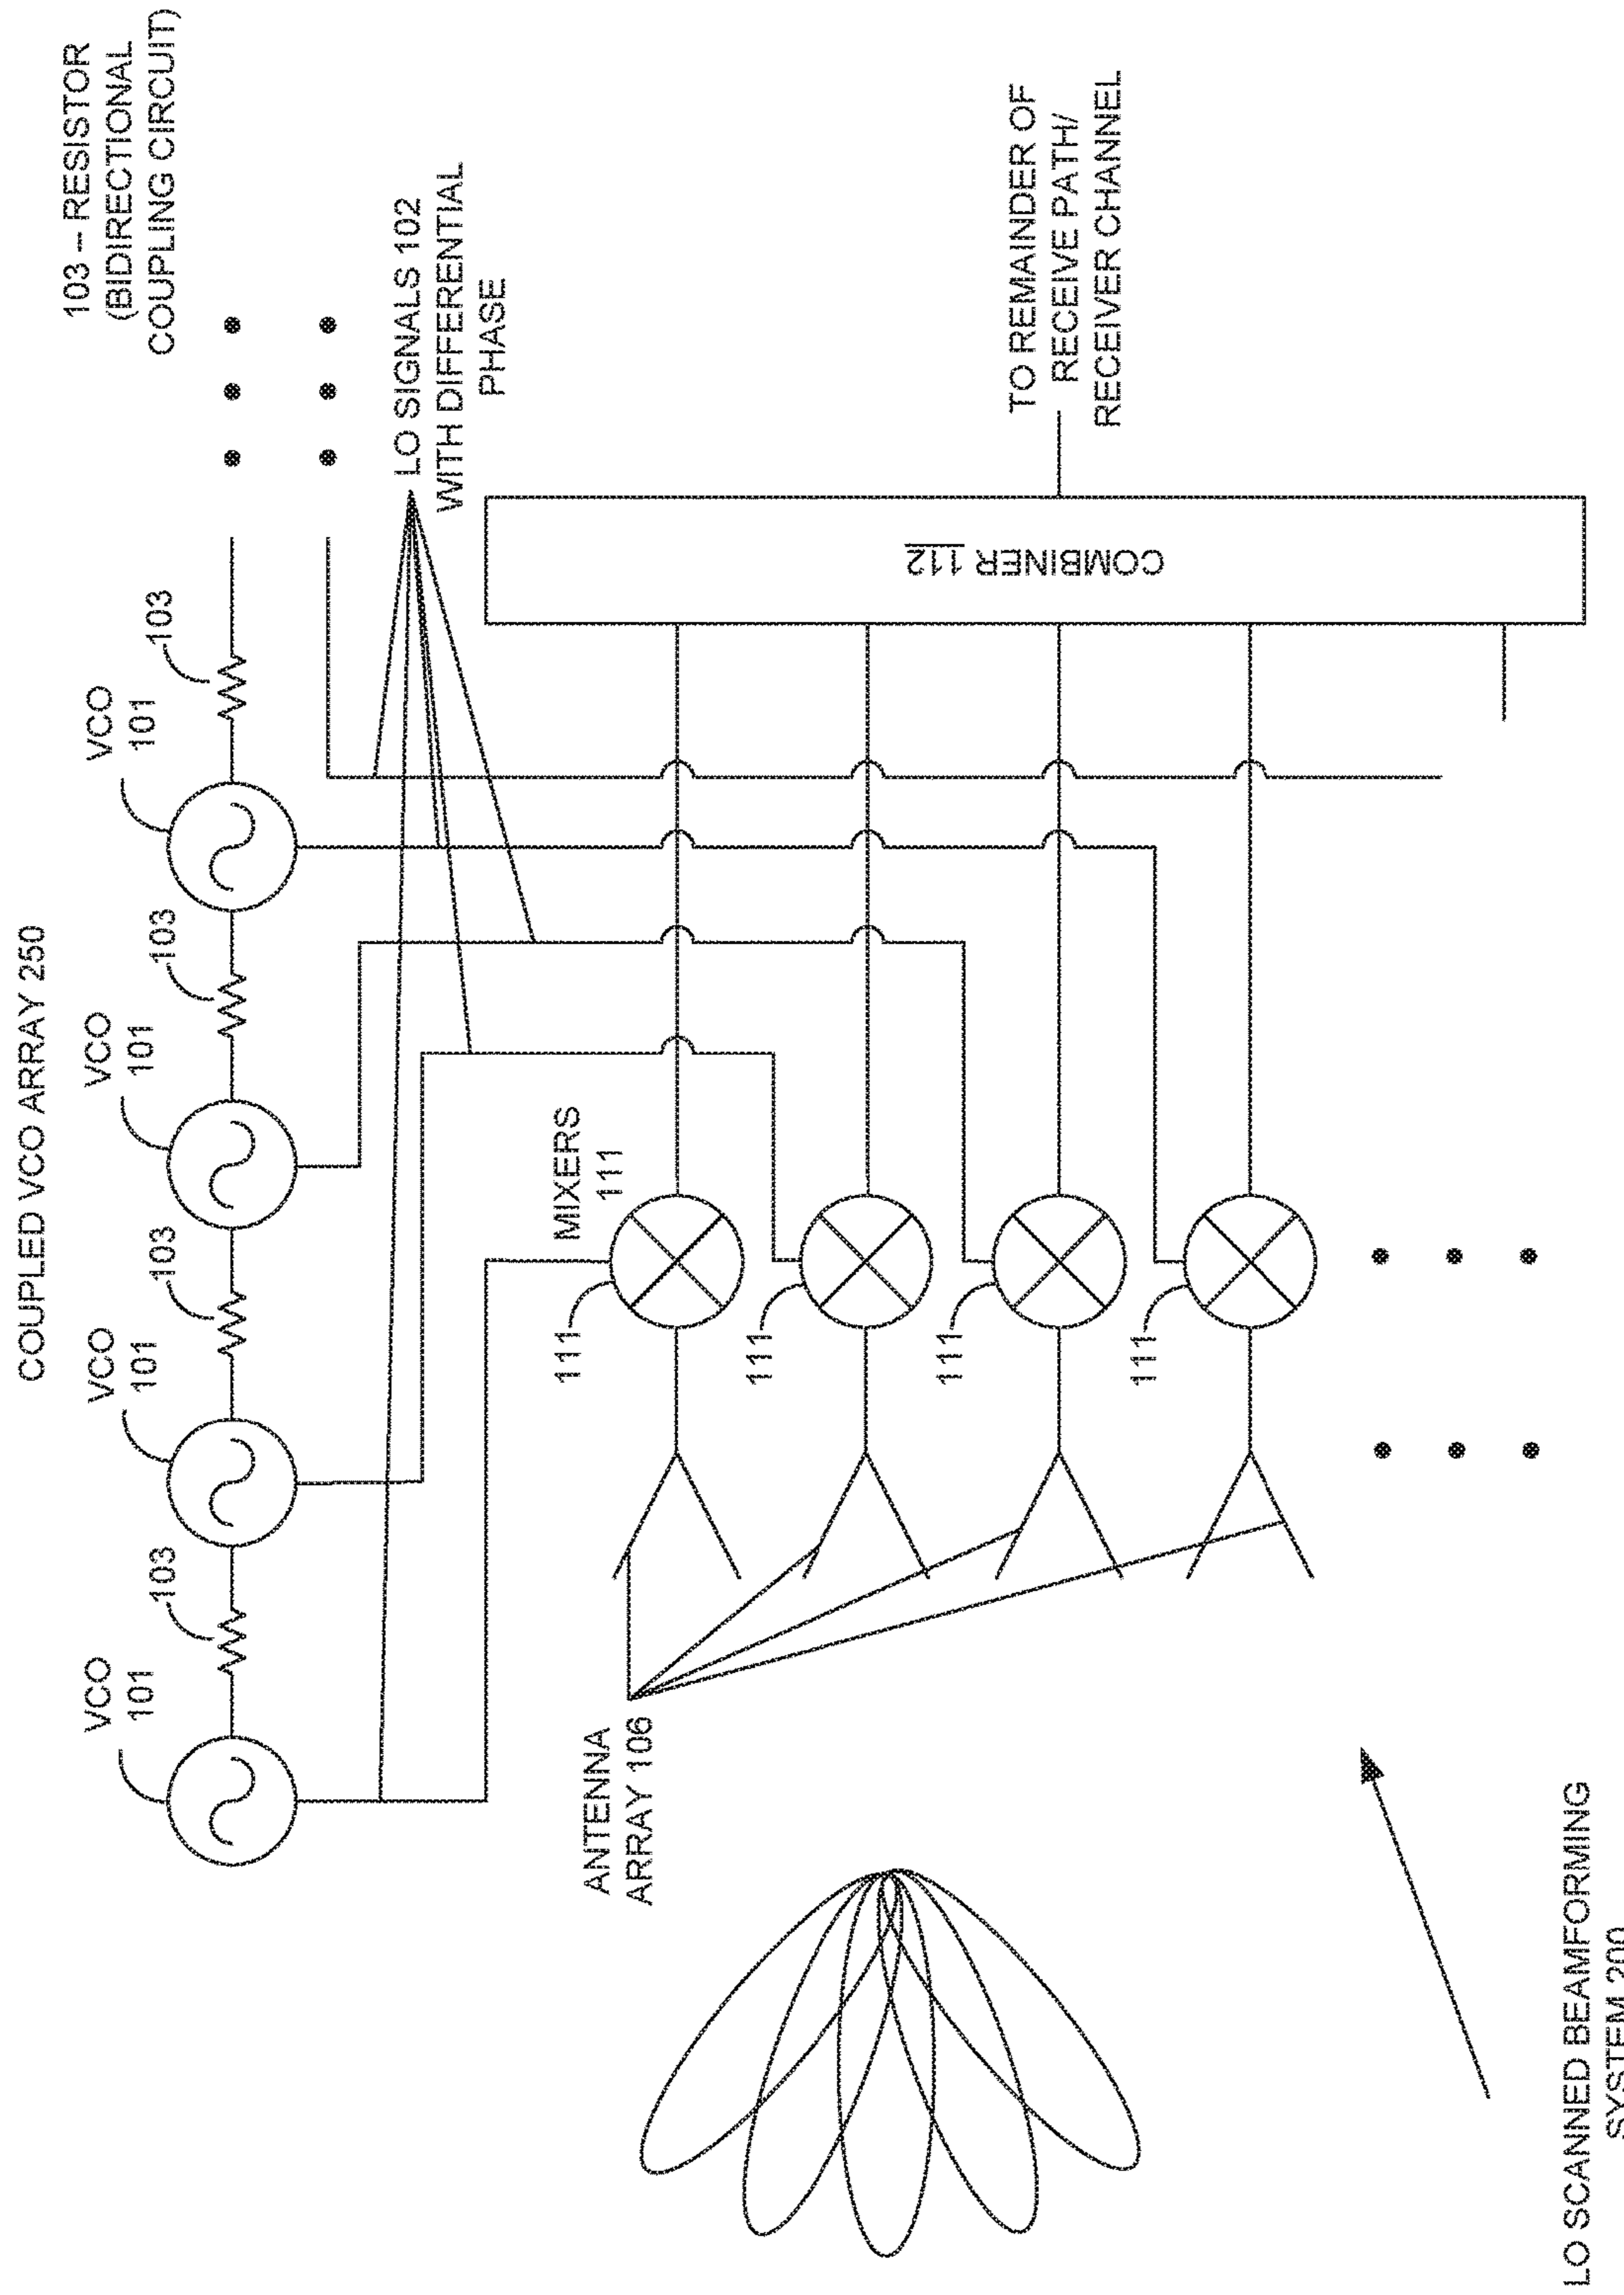 COUPLED VCO ARRAY 250
VCO
101
VCO
101
VCO
101
VCO
101
103
103
103
103
103 -- RESISTOR
(BIDIRECTIONAL
COUPLING CIRCUIT)
LO SIGNALS 102
WITH DIFFERENTIAL
PHASE
MIXERS
111
111
111
111
111
ANTENNA
ARRAY 106
COMBINER 112
TO REMAINDER OF
RECEIVE PATH/
RECEIVER CHANNEL
LO SCANNED BEAMFORMING
SYSTEM 200